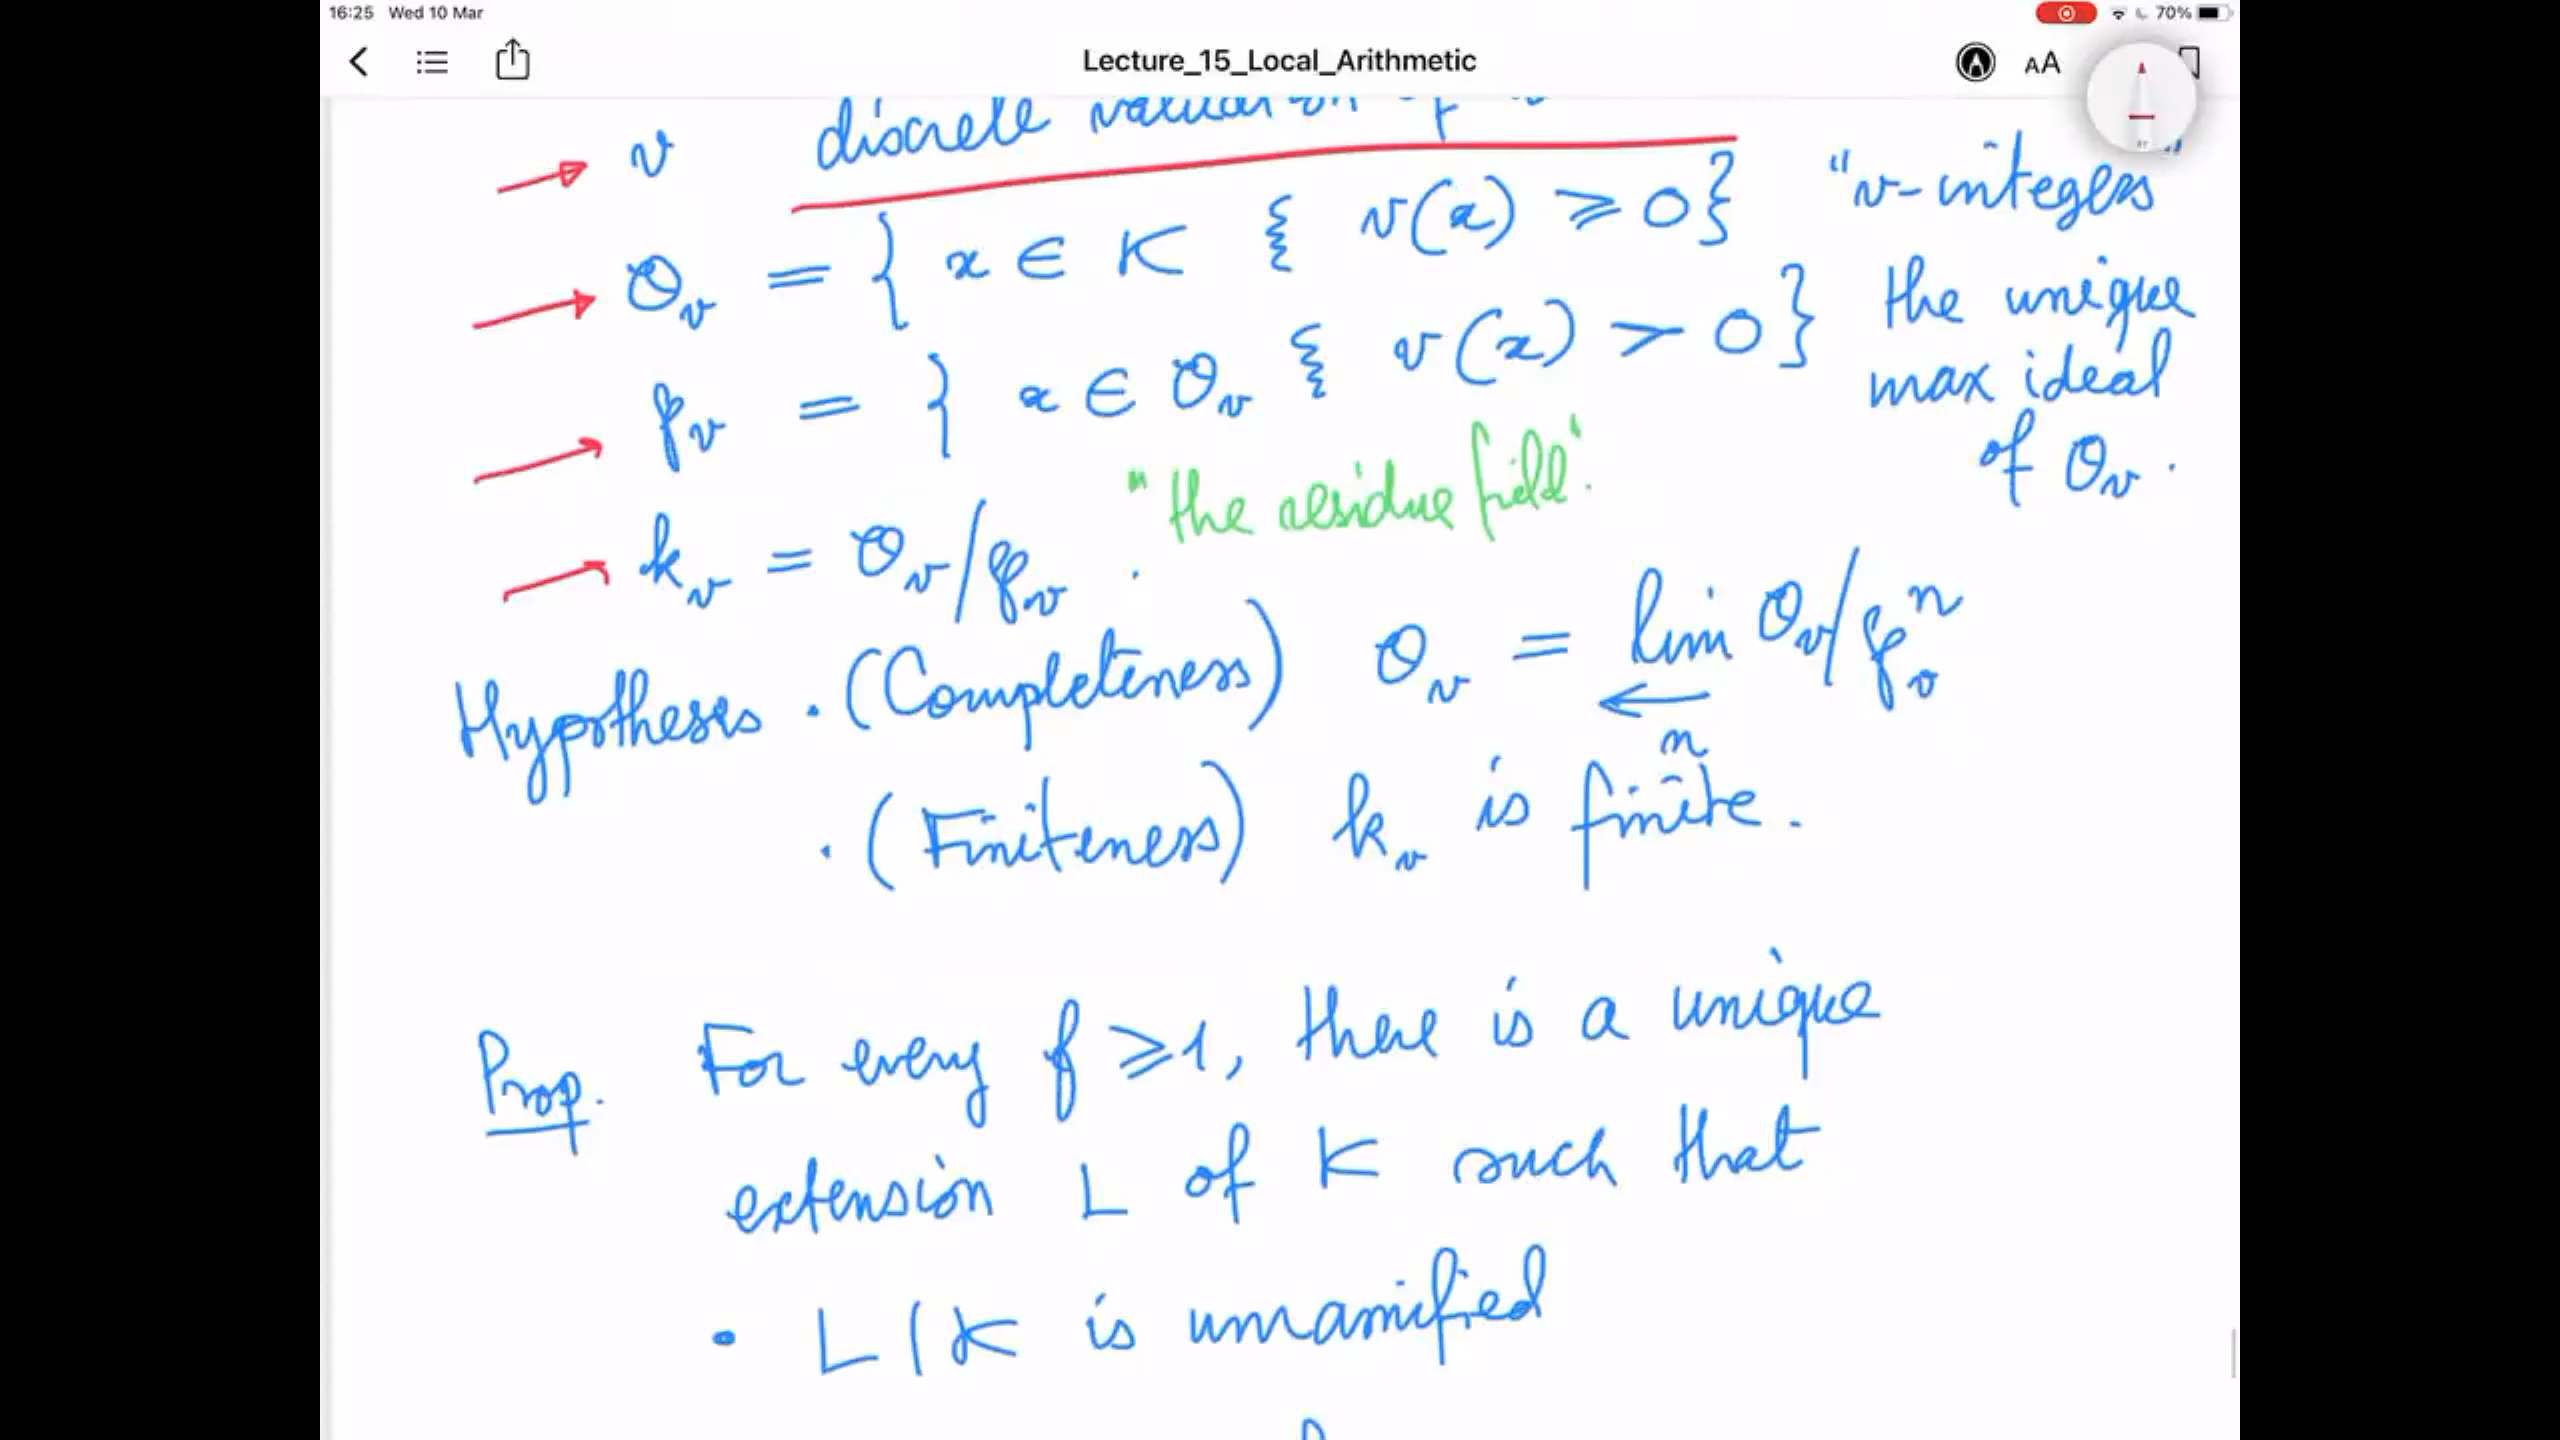 16:25 Wed 10 Mar
70%
Lecture_15_Local_Arithmetic
AA
→ v discrete valuation of
→ O_v = { x ∈ K { v(x) ⩾ 0} "v-integers"
→ p_v = { x ∈ O_v { v(x) > 0} the unique
max ideal
of O_v.
→ k_v = O_v/p_v . "the residue field".
Hypotheses . (Completeness) O_v = lim O_v/p_v^n
← n
. (Finiteness) k_v is finite.
Prop. For every f ⩾ 1, there is a unique
extension L of K such that
• L/K is unramified